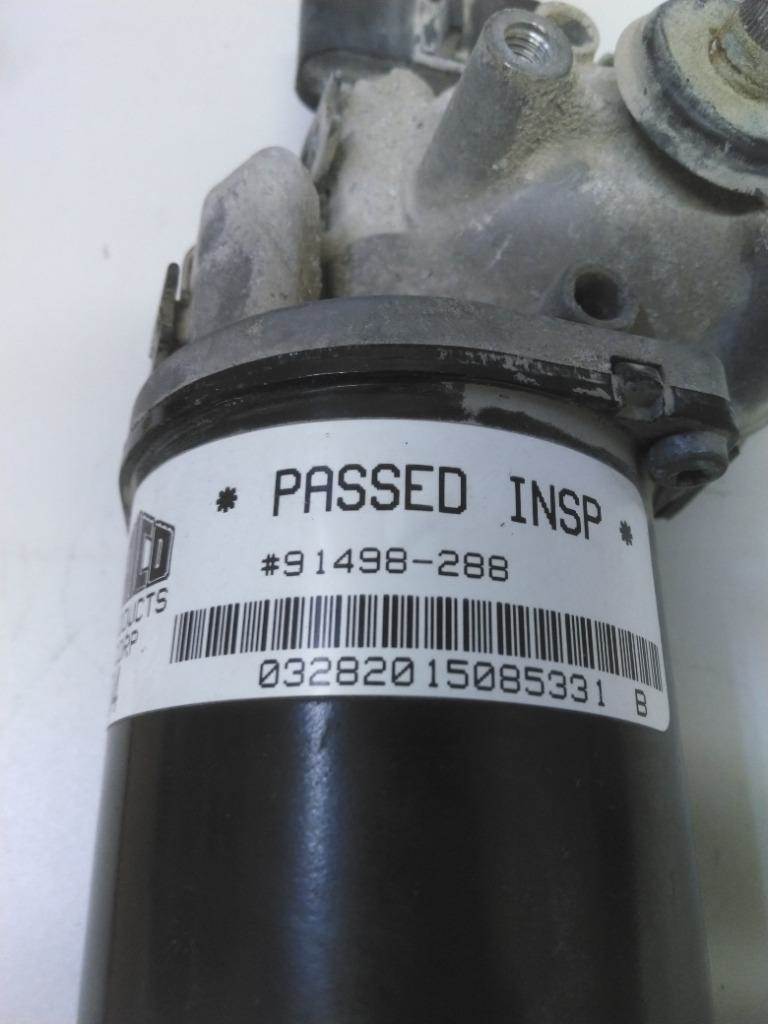 * PASSED INSP *
#91498-288
03282015085331 B